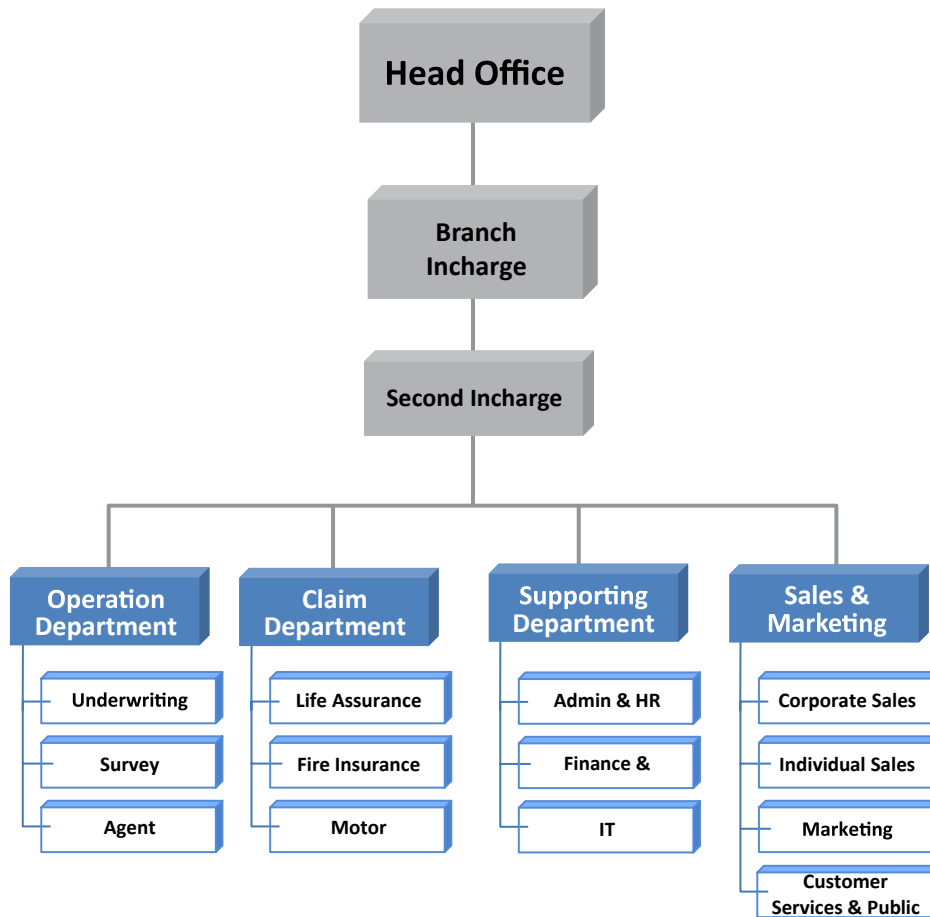 Head Office
Branch
Incharge
Second Incharge
Operation
Department
Underwriting
Survey
Agent
Claim
Department
Life Assurance
Fire Insurance
Motor
Supporting
Department
Admin & HR
Finance &
IT
Sales &
Marketing
Corporate Sales
Individual Sales
Marketing
Customer
Services & Public